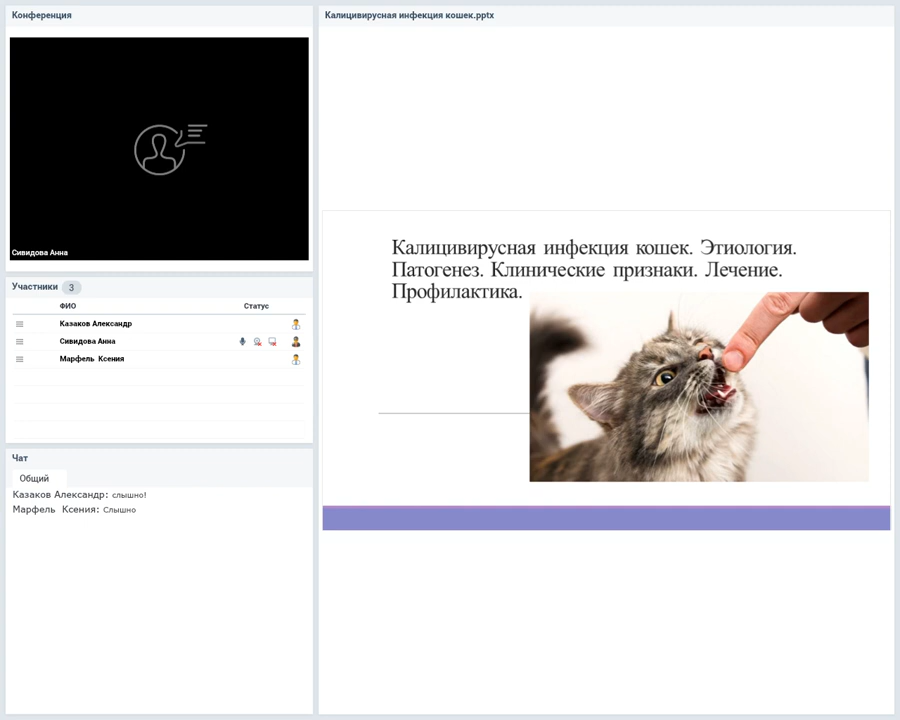 Конференция
Сивидова Анна
Участники 3
ФИО Статус
Казаков Александр
Сивидова Анна
Марфель Ксения
Чат
Общий
Казаков Александр: слышно!
Марфель Ксения: Слышно
Калицивирусная инфекция кошек.pptx
Калицивирусная инфекция кошек. Этиология.
Патогенез. Клинические признаки. Лечение.
Профилактика.